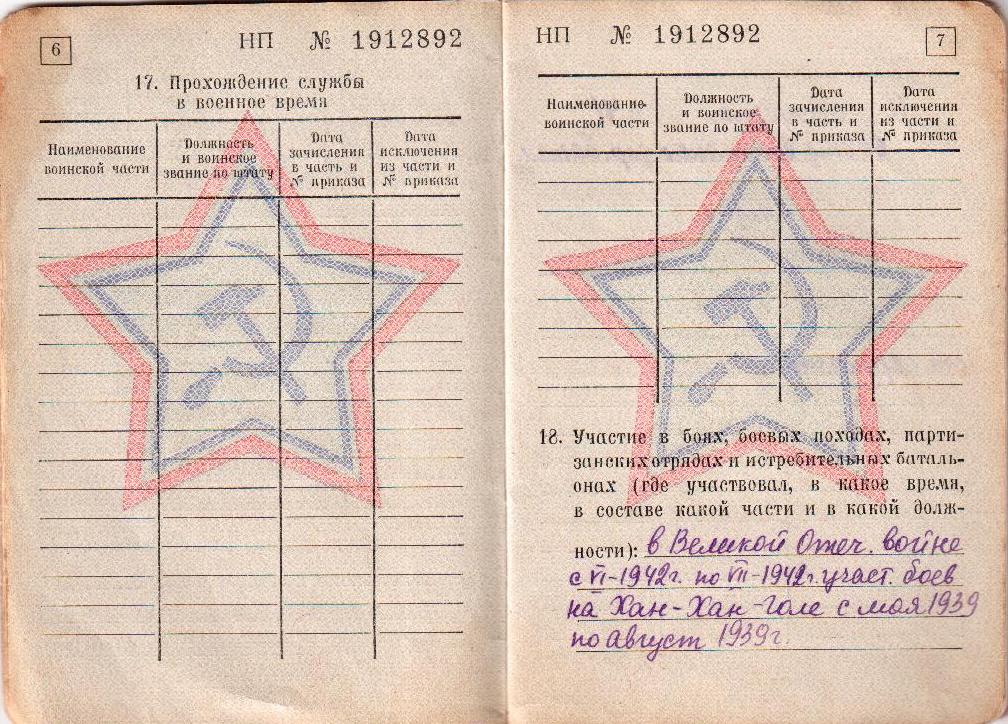 6
НП № 1912892
17. Прохождение службы
в военное время
Наименование
воинской части
Должность
и воинское
звание по штату
Дата
зачисления
в часть и
№ приказа
Дата
исключения
из части и
№ приказа
НП № 1912892
7
Наименование
воинской части
Должность
и воинское
звание по штату
Дата
зачисления
в часть и
№ приказа
Дата
исключения
из части и
№ приказа
18. Участие в боях, боевых походах, парти-
занских отрядах и истребительных баталь-
онах (где участвовал, в какое время,
в составе какой части и в какой долж-
ности): в Великой Отеч. войне
с VI-1942г. по VII-1942г. участ. боев
на Хан-Хан-Голе с мая 1939
по август 1939г.